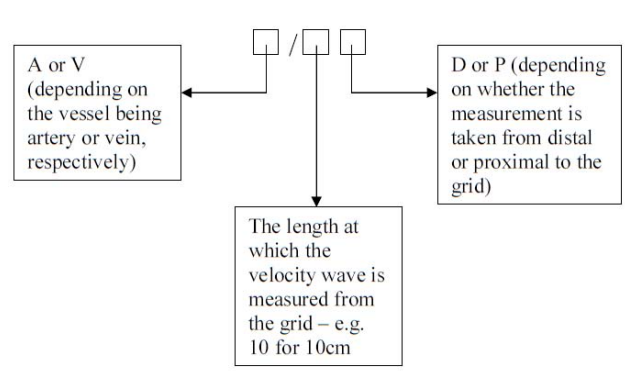 /
A or V
(depending on
the vessel being
artery or vein,
respectively)
D or P (depending
on whether the
measurement is
taken from distal
or proximal to the
grid)
The length at
which the
velocity wave is
measured from
the grid – e.g.
10 for 10cm